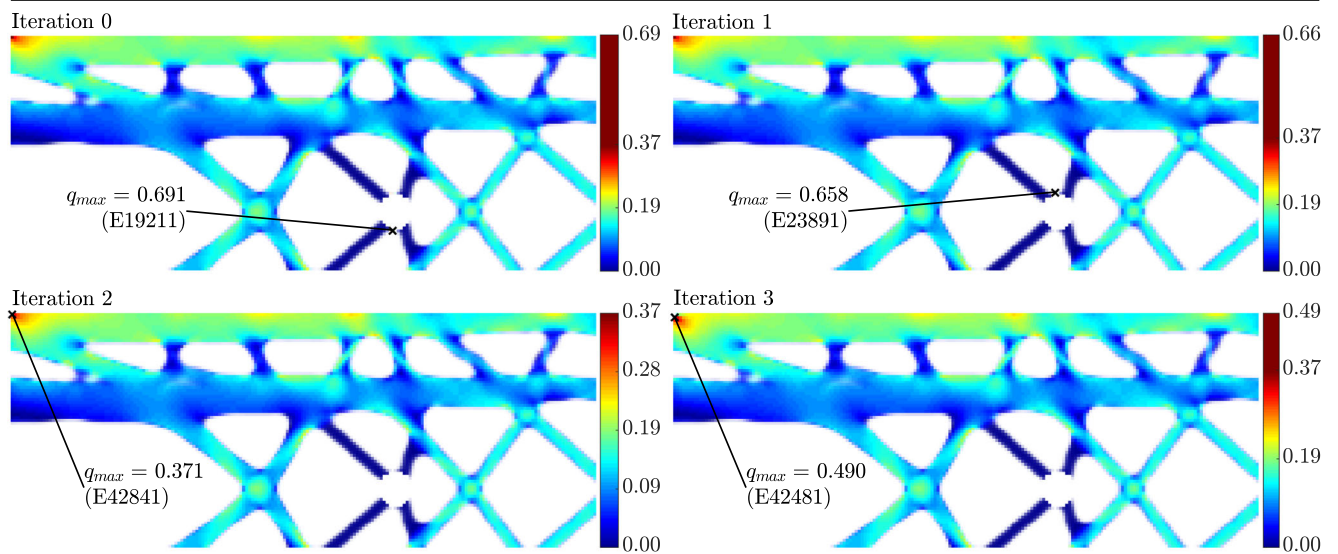 Iteration 0
0.69
0.37
0.19
0.00
q_max = 0.691
(E19211)
Iteration 1
0.66
0.37
0.19
0.00
q_max = 0.658
(E23891)
Iteration 2
0.37
0.28
0.19
0.09
0.00
q_max = 0.371
(E42841)
Iteration 3
0.49
0.37
0.19
0.00
q_max = 0.490
(E42481)